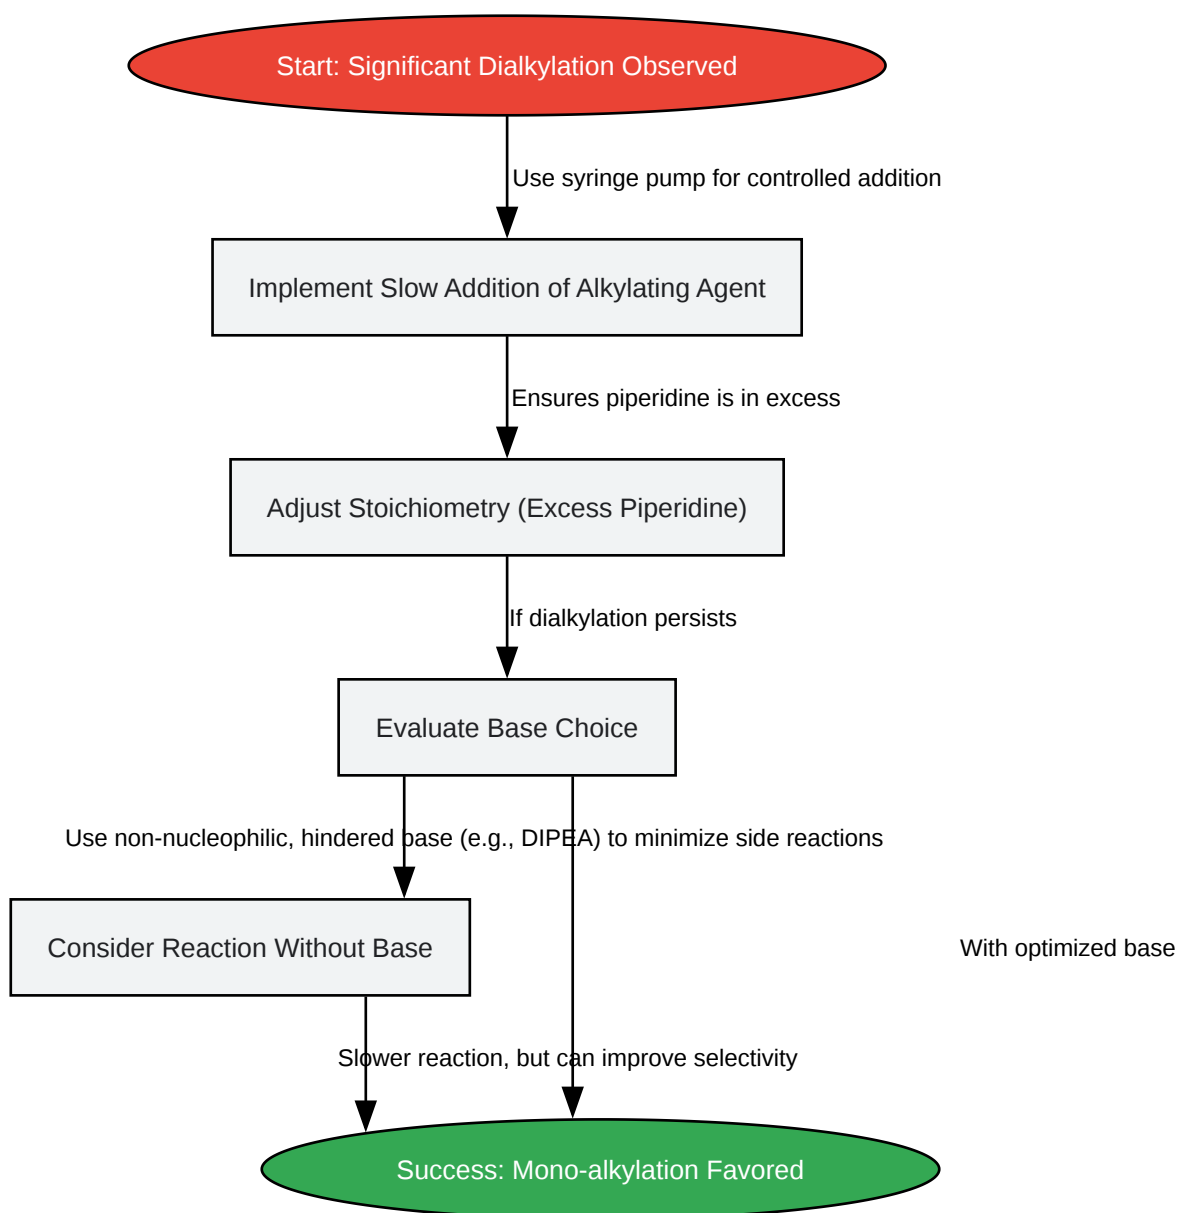 Start: Significant Dialkylation Observed
Use syringe pump for controlled addition
Implement Slow Addition of Alkylating Agent
Ensures piperidine is in excess
Adjust Stoichiometry (Excess Piperidine)
If dialkylation persists
Evaluate Base Choice
Use non-nucleophilic, hindered base (e.g., DIPEA) to minimize side reactions
Consider Reaction Without Base
With optimized base
Slower reaction, but can improve selectivity
Success: Mono-alkylation Favored